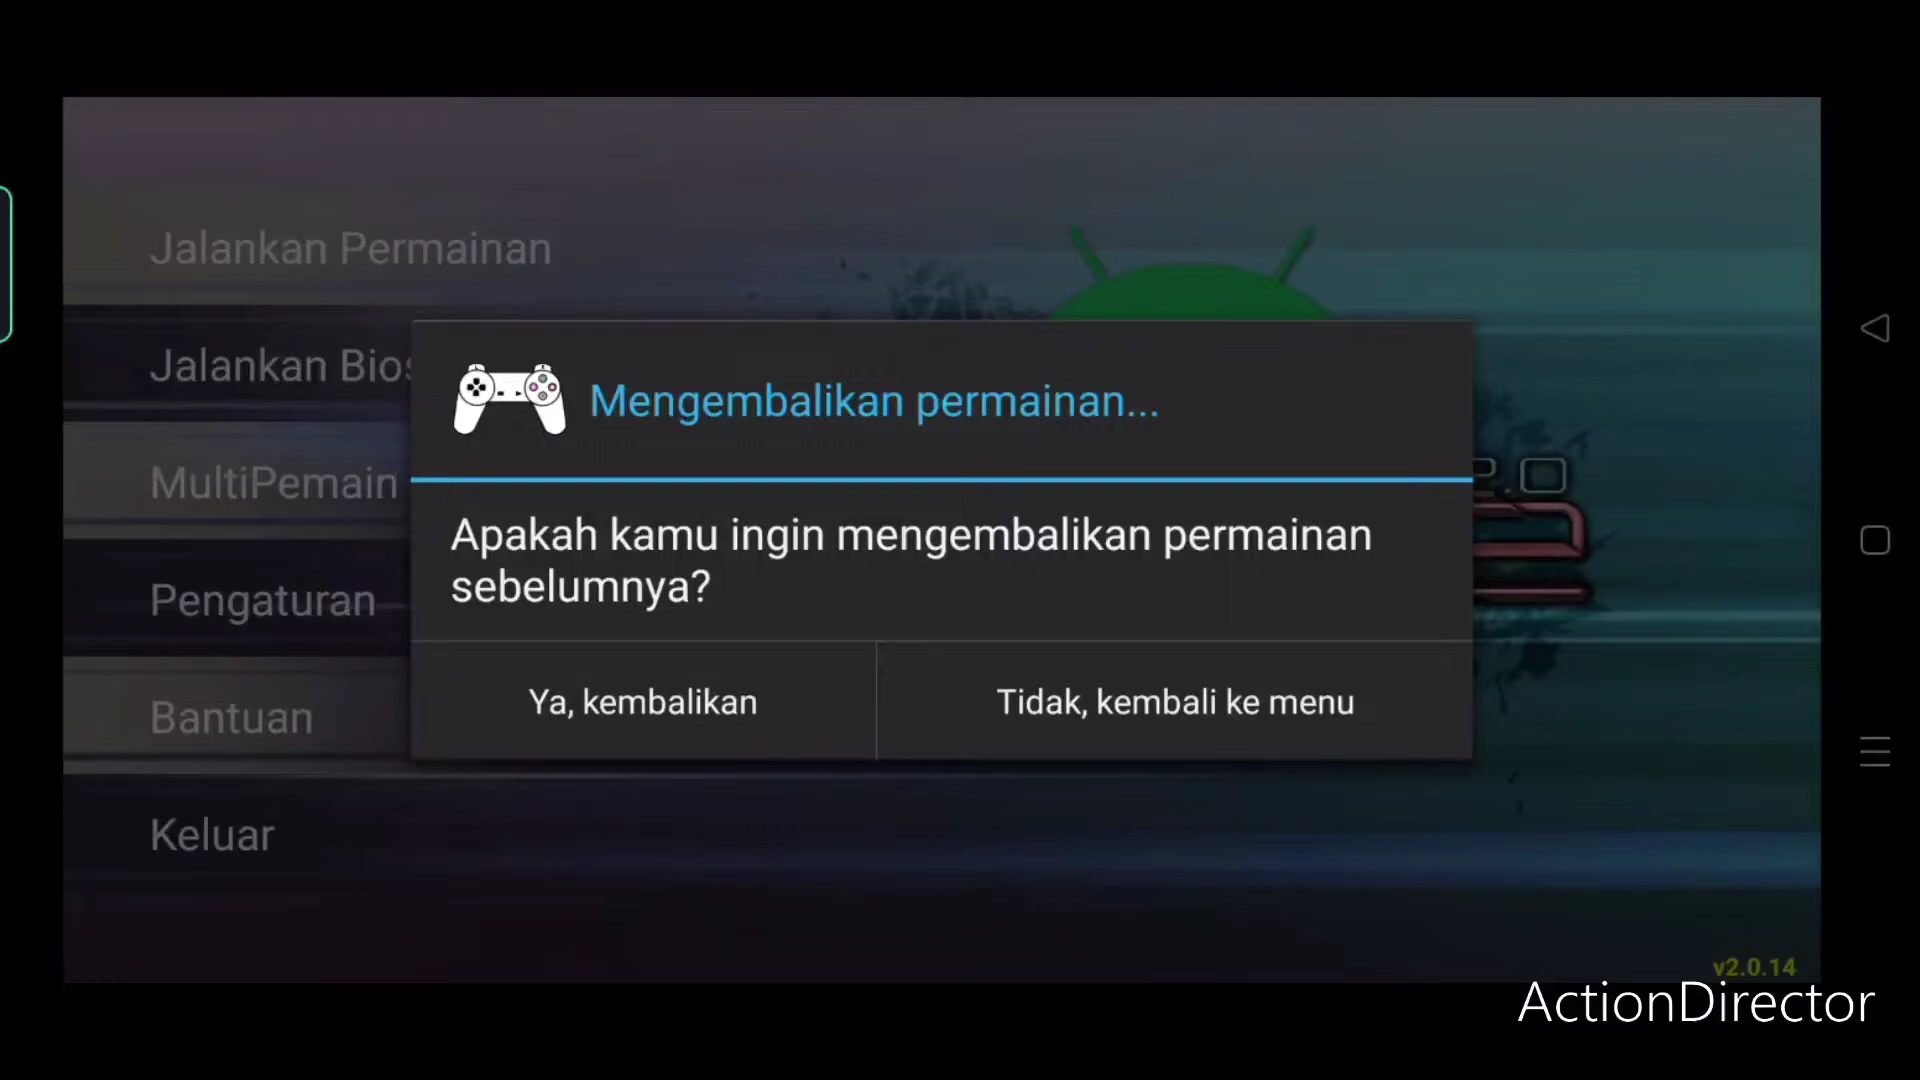 Jalankan Permainan
Jalankan Bios
MultiPemain
Pengaturan
Bantuan
Keluar
Mengembalikan permainan...
Apakah kamu ingin mengembalikan permainan
sebelumnya?
Ya, kembalikan
Tidak, kembali ke menu
v2.0.14
ActionDirector